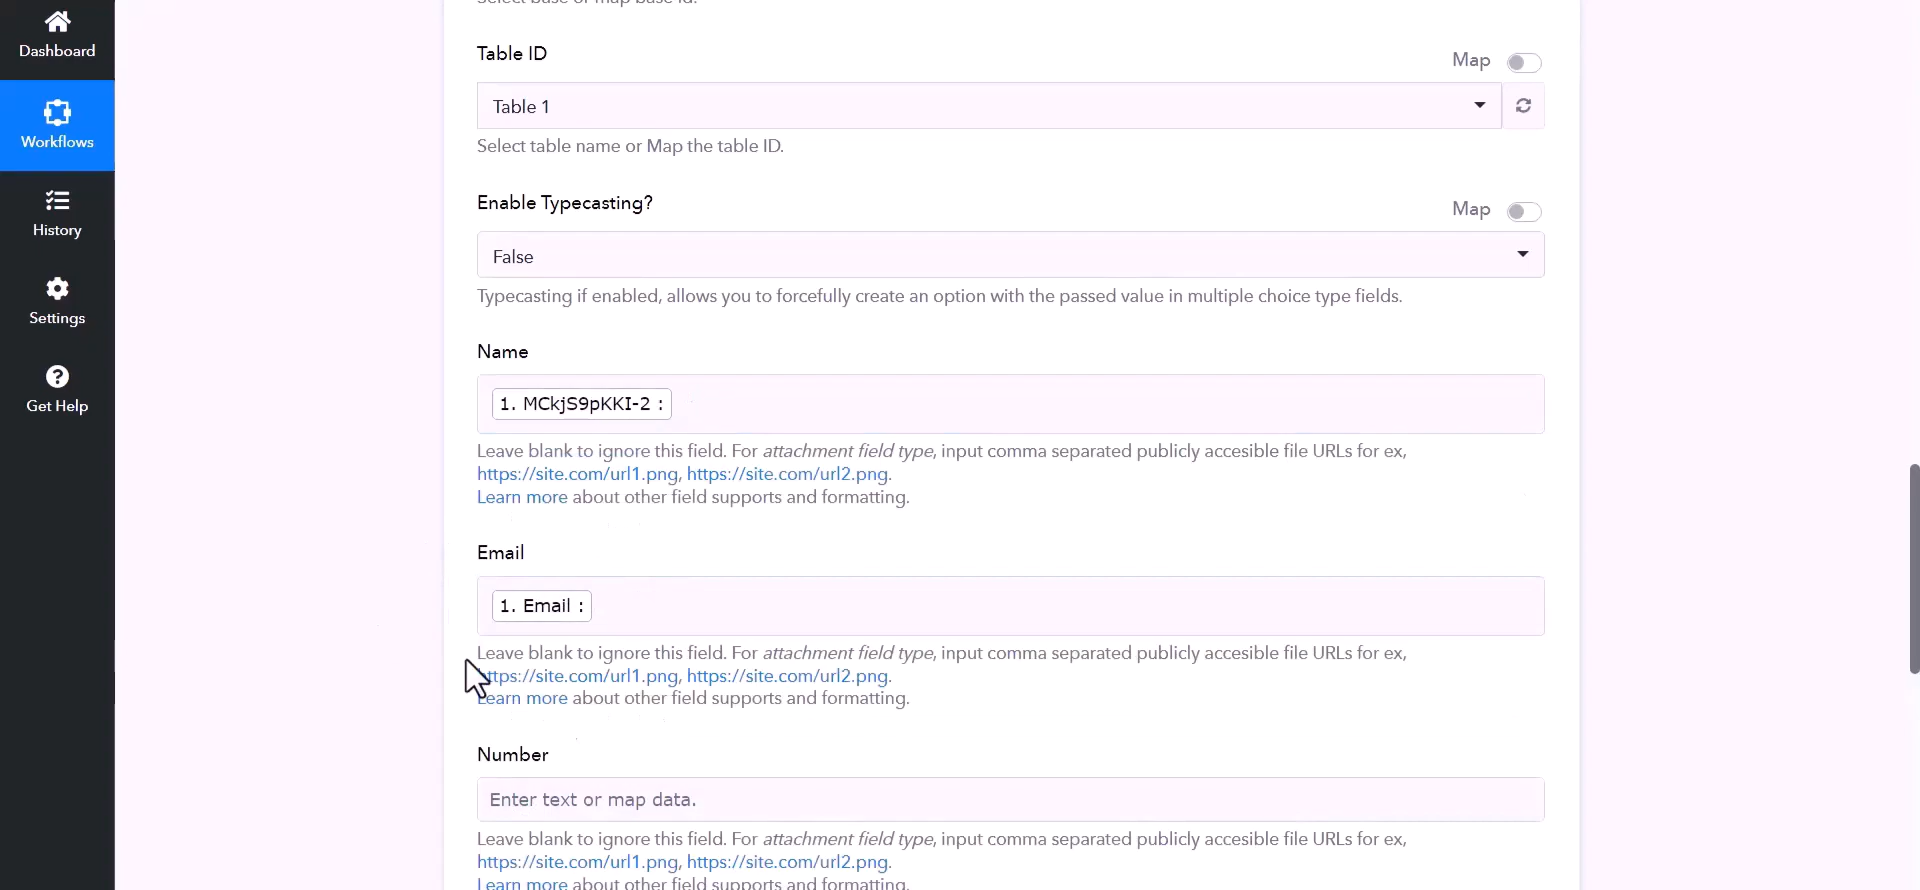 Select base or map base id.
Dashboard
Workflows
History
Settings
Get Help
Table ID
Map
Table 1
Select table name or Map the table ID.
Enable Typecasting?
Map
False
Typecasting if enabled, allows you to forcefully create an option with the passed value in multiple choice type fields.
Name
1. MCkjS9pKKI-2 :
Leave blank to ignore this field. For attachment field type, input comma separated publicly accesible file URLs for ex,
https://site.com/url1.png, https://site.com/url2.png.
Learn more about other field supports and formatting.
Email
1. Email :
Leave blank to ignore this field. For attachment field type, input comma separated publicly accesible file URLs for ex,
https://site.com/url1.png, https://site.com/url2.png.
Learn more about other field supports and formatting.
Number
Enter text or map data.
Leave blank to ignore this field. For attachment field type, input comma separated publicly accesible file URLs for ex,
https://site.com/url1.png, https://site.com/url2.png.
Learn more about other field supports and formatting.